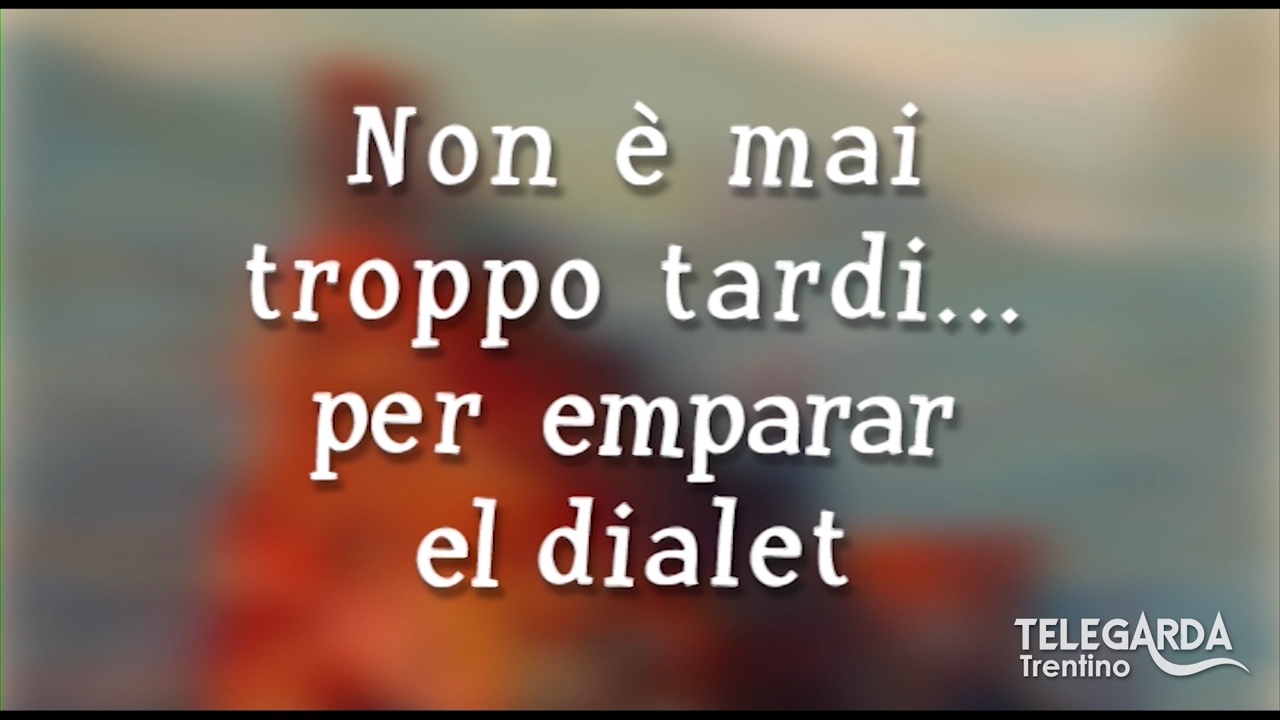 Non è mai
troppo tardi...
per emparar
el dialet
TELEGARDA
Trentino